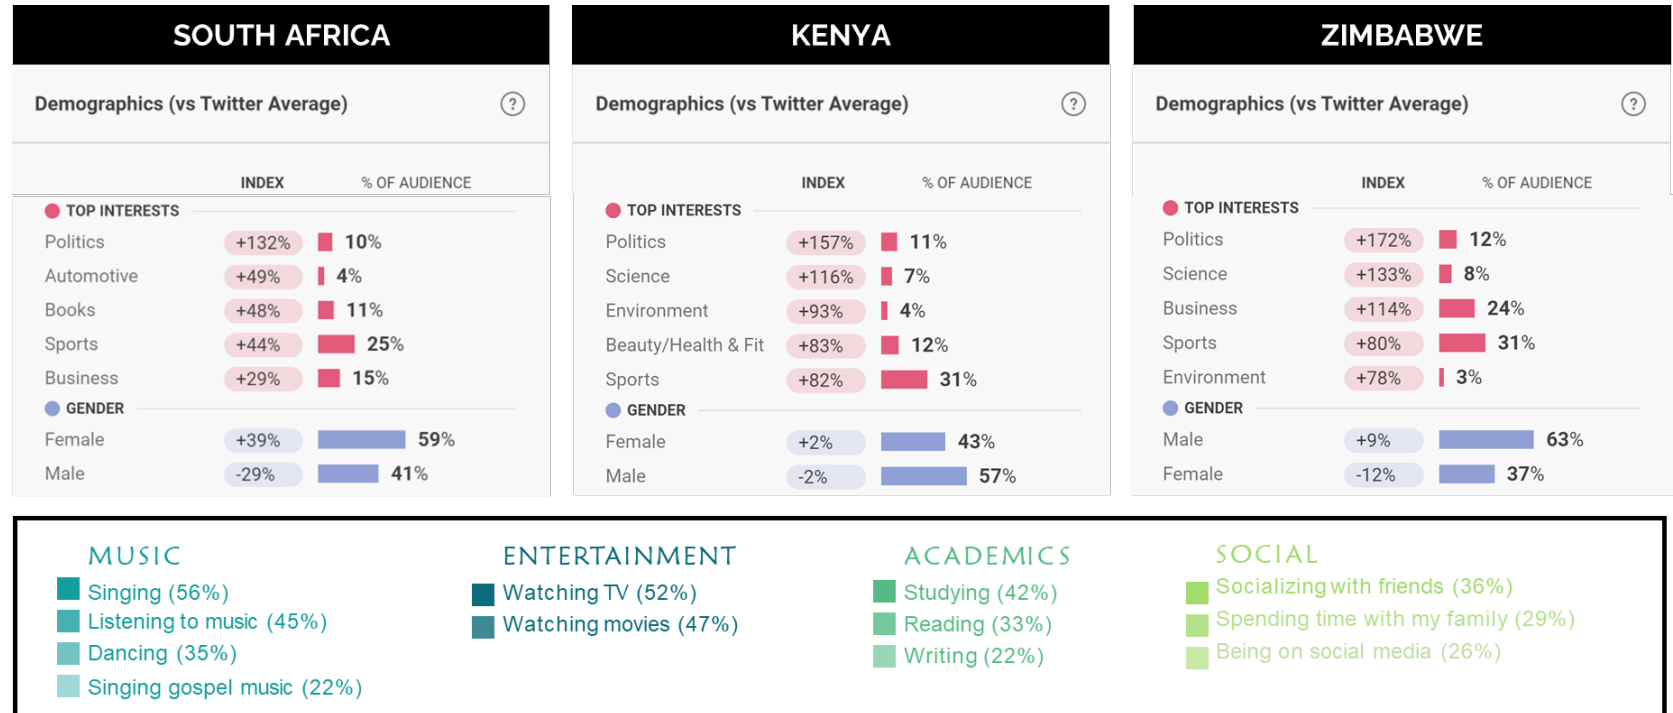 SOUTH AFRICA
Demographics (vs Twitter Average) ?
INDEX % OF AUDIENCE
TOP INTERESTS
Politics +132% 10%
Automotive +49% 4%
Books +48% 11%
Sports +44% 25%
Business +29% 15%
GENDER
Female +39% 59%
Male -29% 41%
KENYA
Demographics (vs Twitter Average) ?
INDEX % OF AUDIENCE
TOP INTERESTS
Politics +157% 11%
Science +116% 7%
Environment +93% 4%
Beauty/Health & Fit +83% 12%
Sports +82% 31%
GENDER
Female +2% 43%
Male -2% 57%
ZIMBABWE
Demographics (vs Twitter Average) ?
INDEX % OF AUDIENCE
TOP INTERESTS
Politics +172% 12%
Science +133% 8%
Business +114% 24%
Sports +80% 31%
Environment +78% 3%
GENDER
Male +9% 63%
Female -12% 37%
MUSIC
Singing (56%)
Listening to music (45%)
Dancing (35%)
Singing gospel music (22%)
ENTERTAINMENT
Watching TV (52%)
Watching movies (47%)
ACADEMICS
Studying (42%)
Reading (33%)
Writing (22%)
SOCIAL
Socializing with friends (36%)
Spending time with my family (29%)
Being on social media (26%)